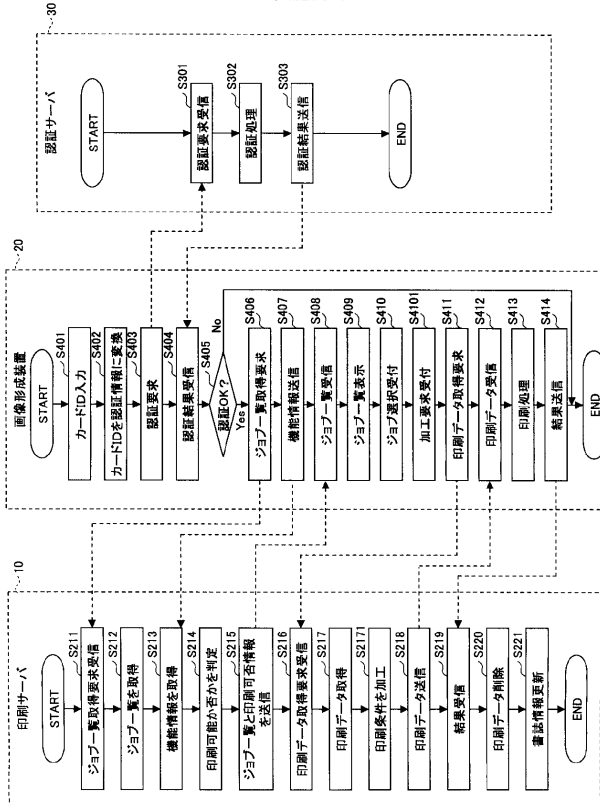 印刷サーバ
10
START
ジョブ一覧取得要求受信
S211
ジョブ一覧を取得
S212
機能情報を取得
S213
印刷可能か否かを判定
S214
ジョブ一覧と印刷可否情報
を送信
S215
印刷データ取得要求受信
S216
印刷データ取得
S217
印刷条件を加工
S2171
印刷データ送信
S218
結果受信
S219
印刷データ削除
S220
書誌情報更新
S221
END
画像形成装置
20
START
カードID入力
S401
カードIDを認証情報に変換
S402
認証要求
S403
認証結果受信
S404
認証OK?
S405
No
Yes
ジョブ一覧取得要求
S406
機能情報送信
S407
ジョブ一覧受信
S408
ジョブ一覧表示
S409
ジョブ選択受付
S410
加工要求受付
S4101
印刷データ取得要求
S411
印刷データ受信
S412
印刷処理
S413
結果送信
S414
END
認証サーバ
30
START
認証要求受信
S301
認証処理
S302
認証結果送信
S303
END